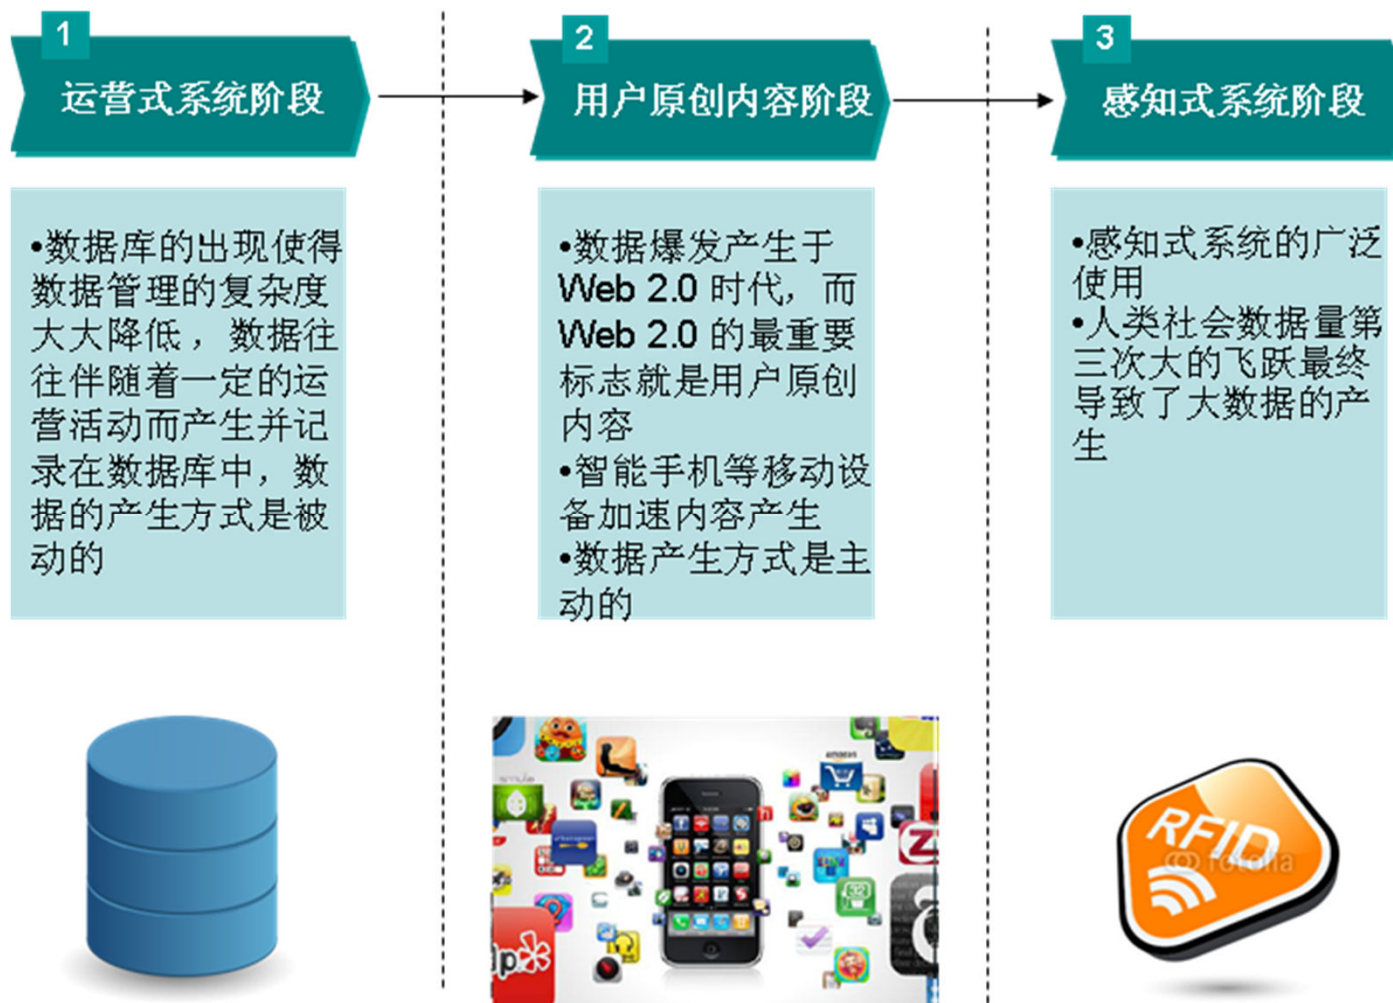 1
运营式系统阶段
•数据库的出现使得
数据管理的复杂度
大大降低，数据往
往伴随着一定的运
营活动而产生并记
录在数据库中，数
据的产生方式是被
动的
2
用户原创内容阶段
•数据爆发产生于
Web 2.0 时代，而
Web 2.0 的最重要
标志就是用户原创
内容
•智能手机等移动设
备加速内容产生
•数据产生方式是主
动的
3
感知式系统阶段
•感知式系统的广泛
使用
•人类社会数据量第
三次大的飞跃最终
导致了大数据的产
生
amazon
32
Z
lp
RFID
fotolia